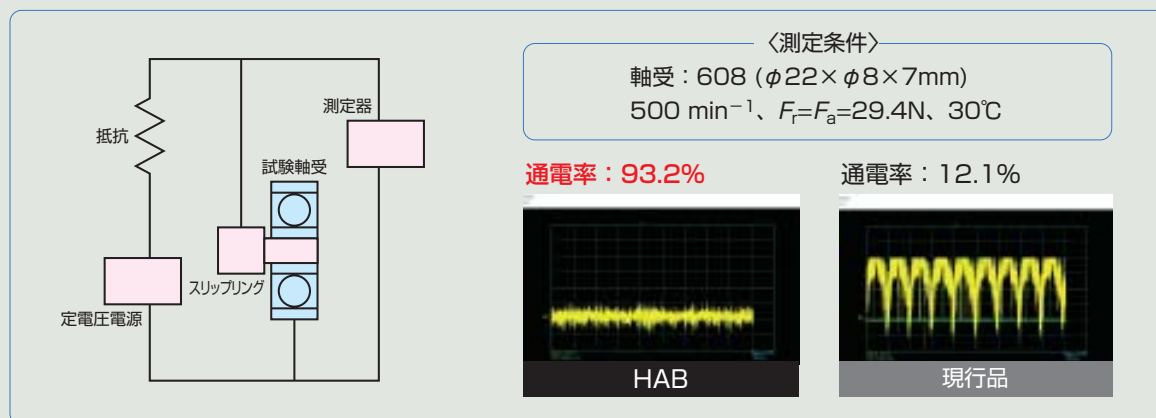 抵抗
測定器
試験軸受
スリップリング
定電圧電源
〈測定条件〉
軸受：608 (φ22×φ8×7mm)
500 min⁻¹、Fr=Fa=29.4N、30℃
通電率：93.2%
通電率：12.1%
HAB
現行品